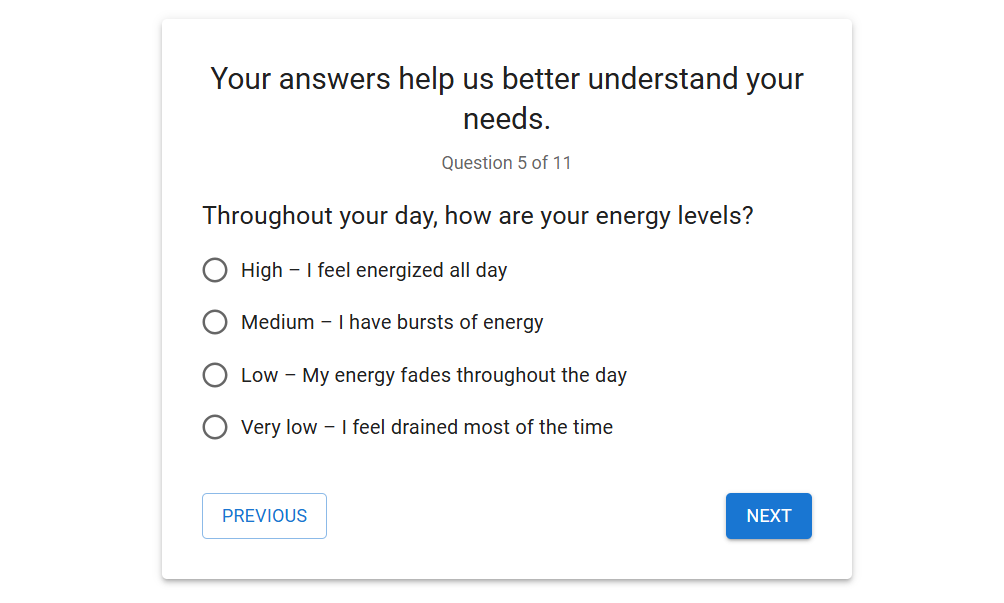 Your answers help us better understand your
needs.
Question 5 of 11
Throughout your day, how are your energy levels?
High – I feel energized all day
Medium – I have bursts of energy
Low – My energy fades throughout the day
Very low – I feel drained most of the time
PREVIOUS
NEXT